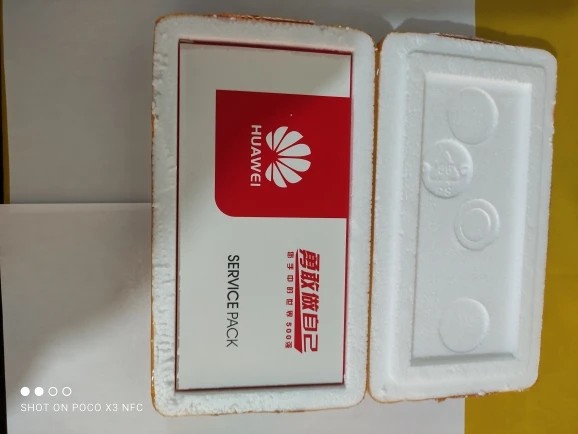 HUAWEI
勇敢做自己
SERVICE PACK
SHOT ON POCO X3 NFC